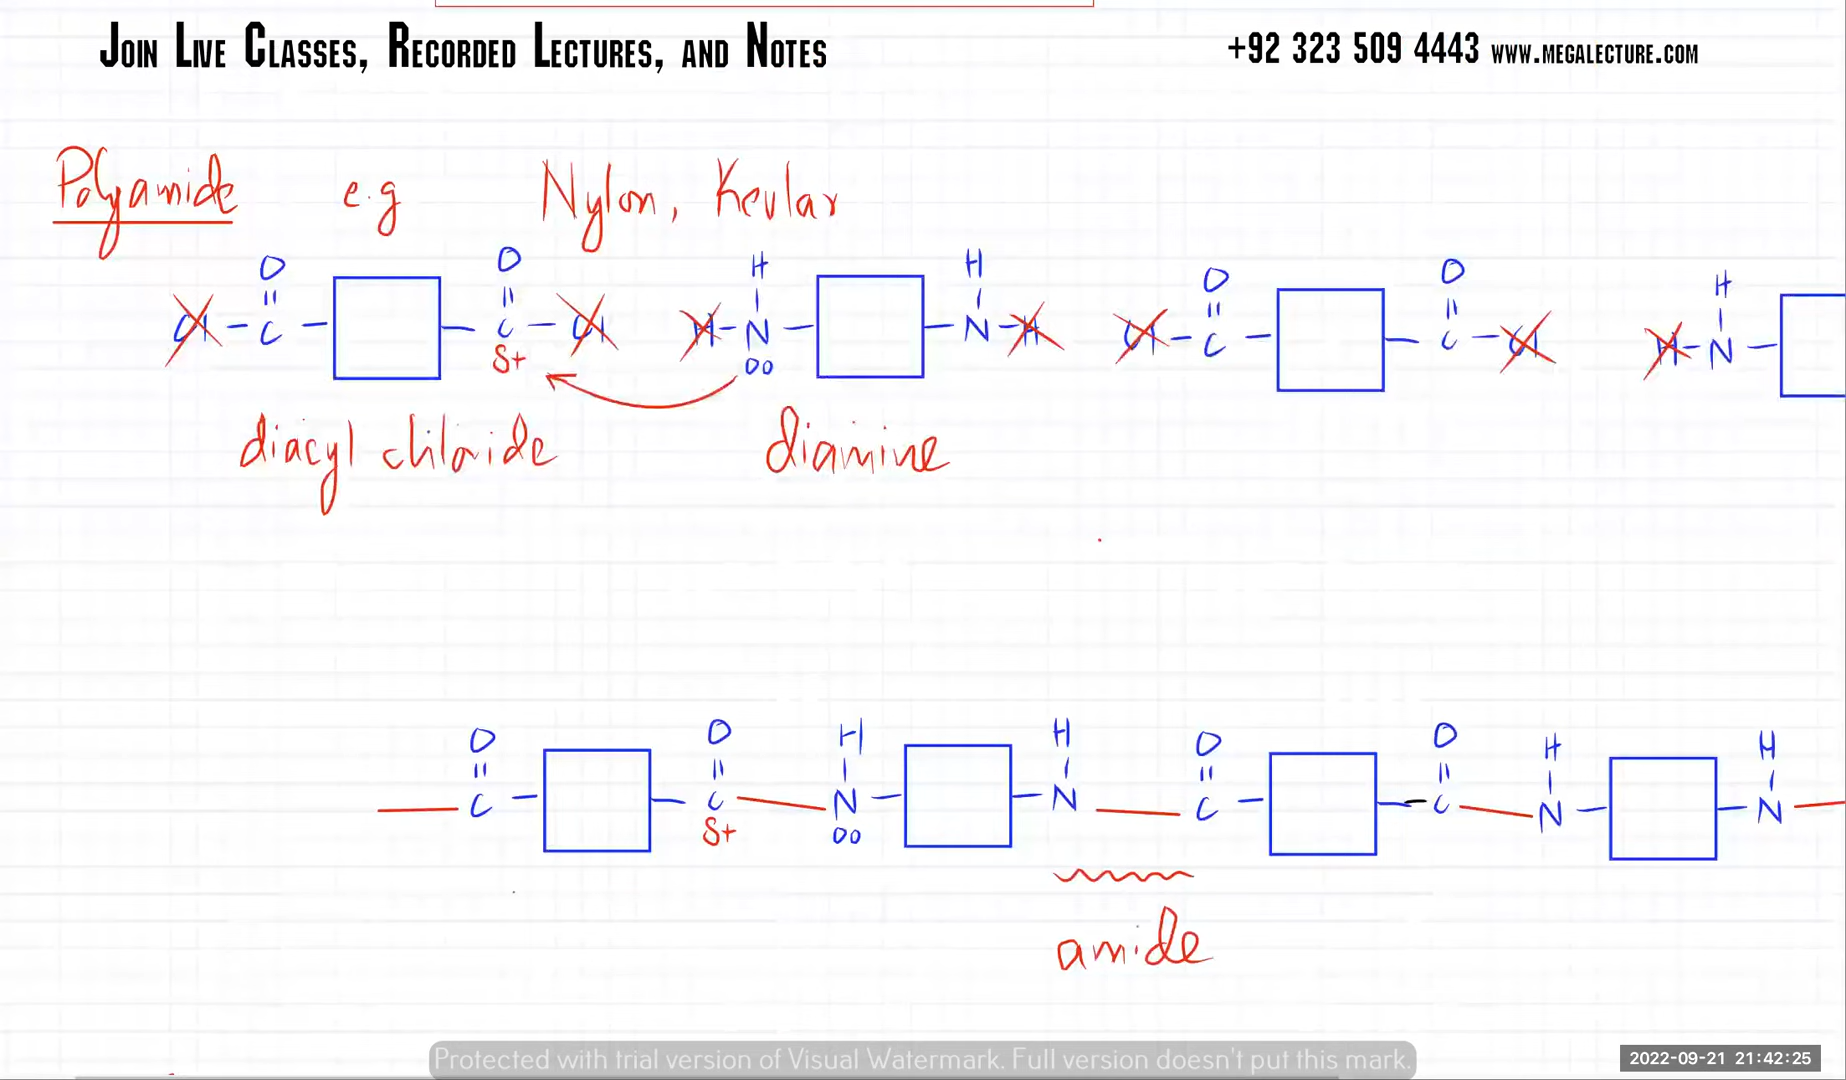 JOIN LIVE CLASSES, RECORDED LECTURES, AND NOTES
+92 323 509 4443 WWW.MEGALECTURE.COM
Polyamide e.g Nylon, Kevlar
O O H H O O H
Cl - C - - C - Cl H - N - - N - H Cl - C - - C - Cl H - N -
δ+
diacyl chloride diamine
O O H H O O H H
C - - C - N - - N - C - - C - N - - N -
δ+
amide
Protected with trial version of Visual Watermark. Full version doesn't put this mark.
2022-09-21 21:42:25